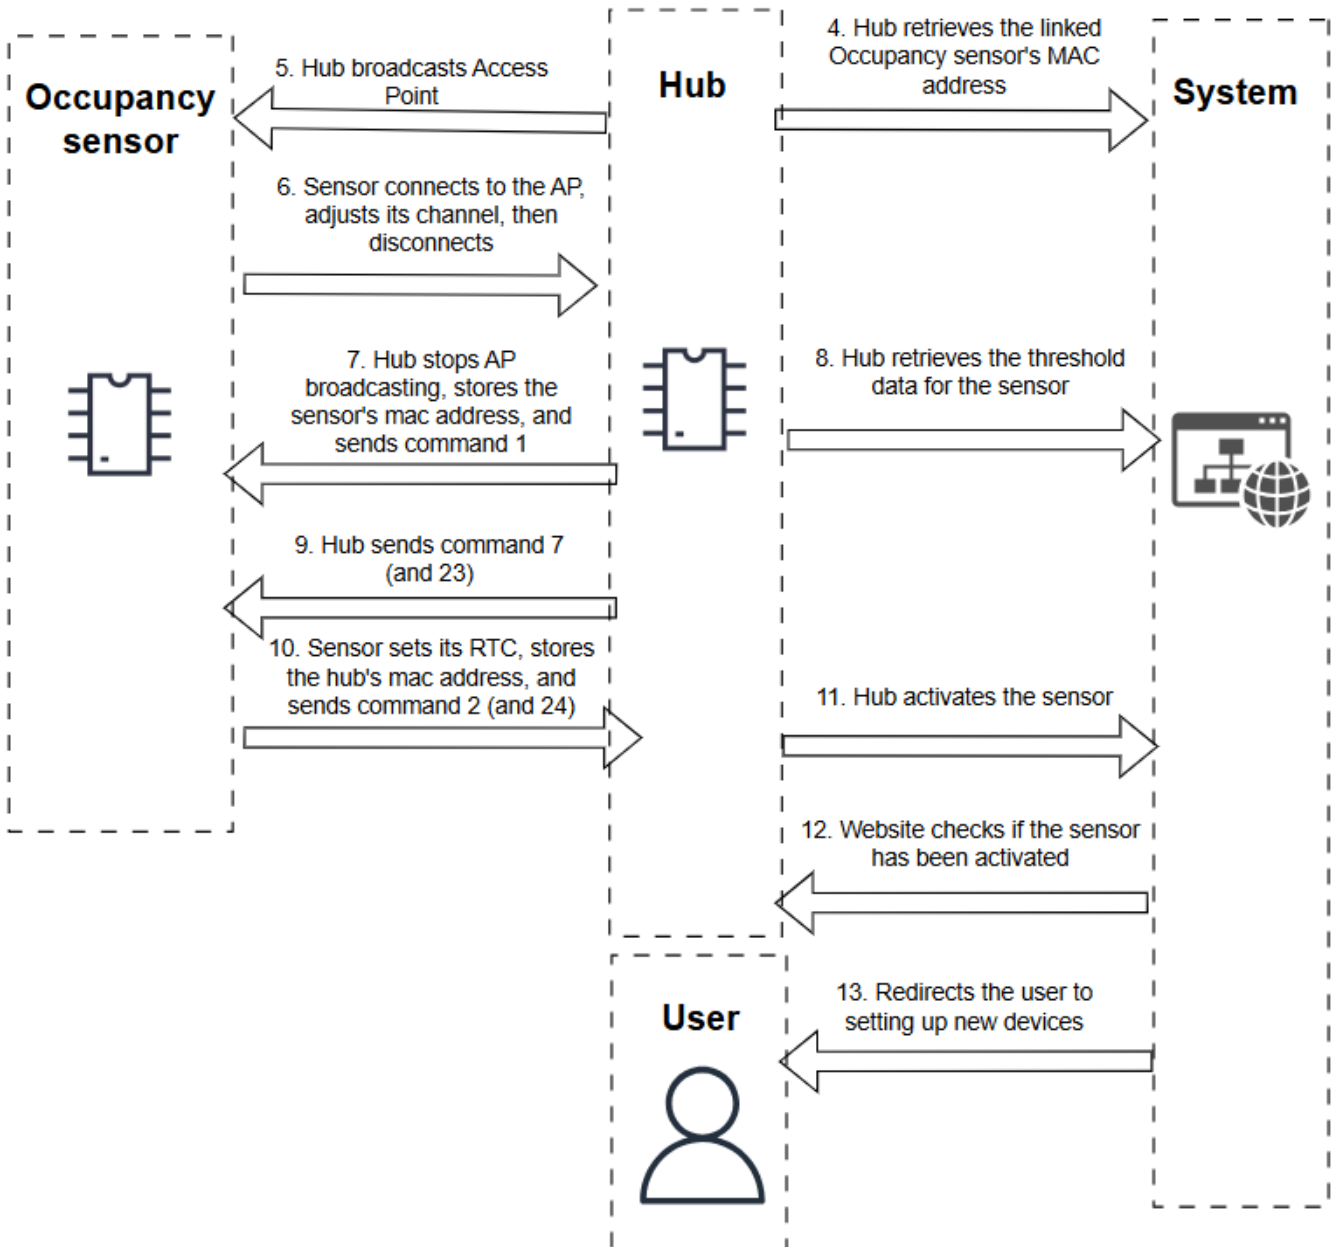 Occupancy
sensor
Hub
System
4. Hub retrieves the linked
Occupancy sensor's MAC
address
5. Hub broadcasts Access
Point
6. Sensor connects to the AP,
adjusts its channel, then
disconnects
7. Hub stops AP
broadcasting, stores the
sensor's mac address, and
sends command 1
8. Hub retrieves the threshold
data for the sensor
9. Hub sends command 7
(and 23)
10. Sensor sets its RTC, stores
the hub's mac address, and
sends command 2 (and 24)
11. Hub activates the sensor
12. Website checks if the sensor
has been activated
13. Redirects the user to
setting up new devices
User